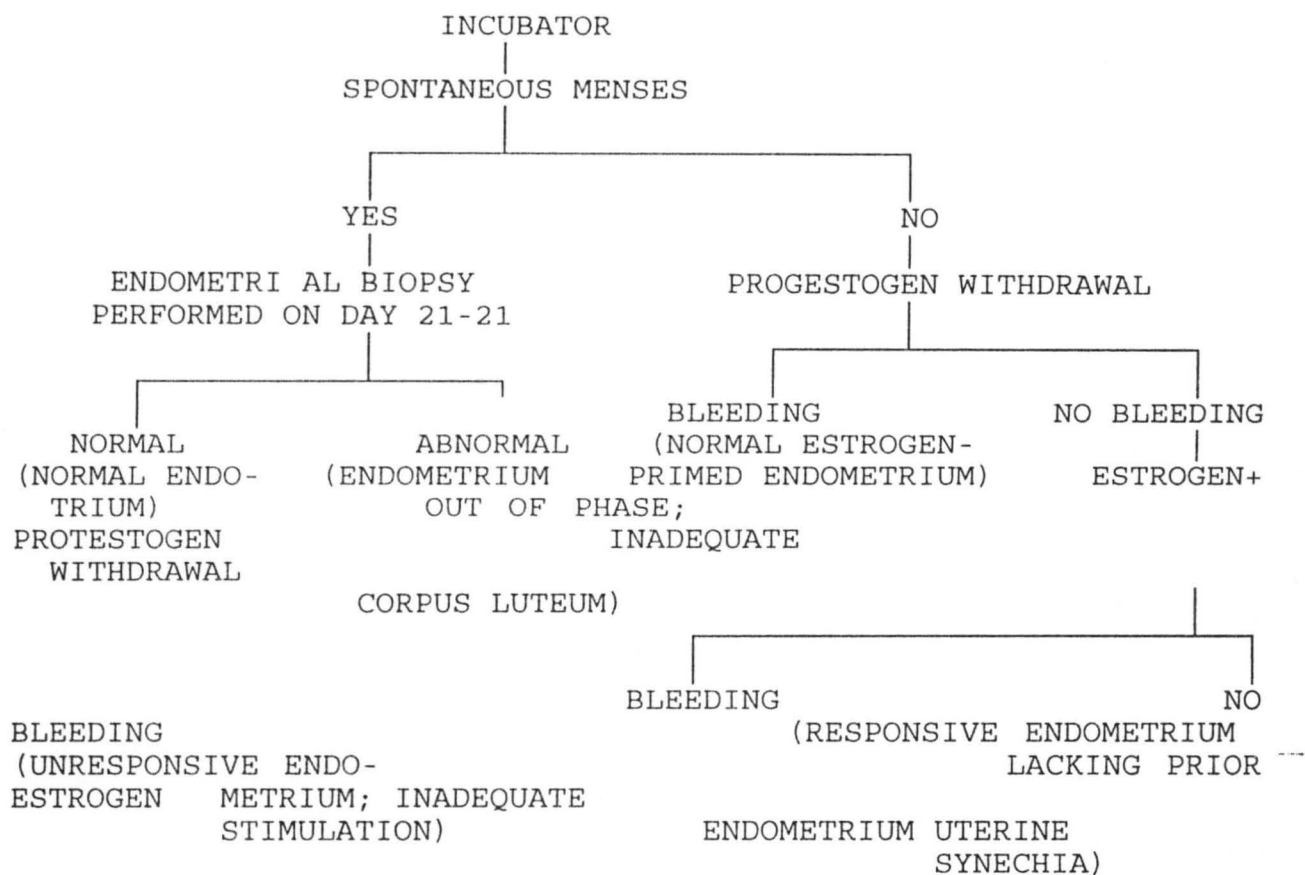 INCUBATOR
SPONTANEOUS MENSES
YES NO
ENDOMETRI AL BIOPSY PROGESTOGEN WITHDRAWAL
PERFORMED ON DAY 21-21
BLEEDING NO BLEEDING
NORMAL ABNORMAL (NORMAL ESTROGEN-
(NORMAL ENDO- (ENDOMETRIUM PRIMED ENDOMETRIUM) ESTROGEN+
TRIUM) OUT OF PHASE;
PROTESTOGEN INADEQUATE
WITHDRAWAL
CORPUS LUTEUM)
BLEEDING NO
BLEEDING (RESPONSIVE ENDOMETRIUM
(UNRESPONSIVE ENDO- LACKING PRIOR
ESTROGEN METRIUM; INADEQUATE
STIMULATION) ENDOMETRIUM UTERINE
SYNECHIA)